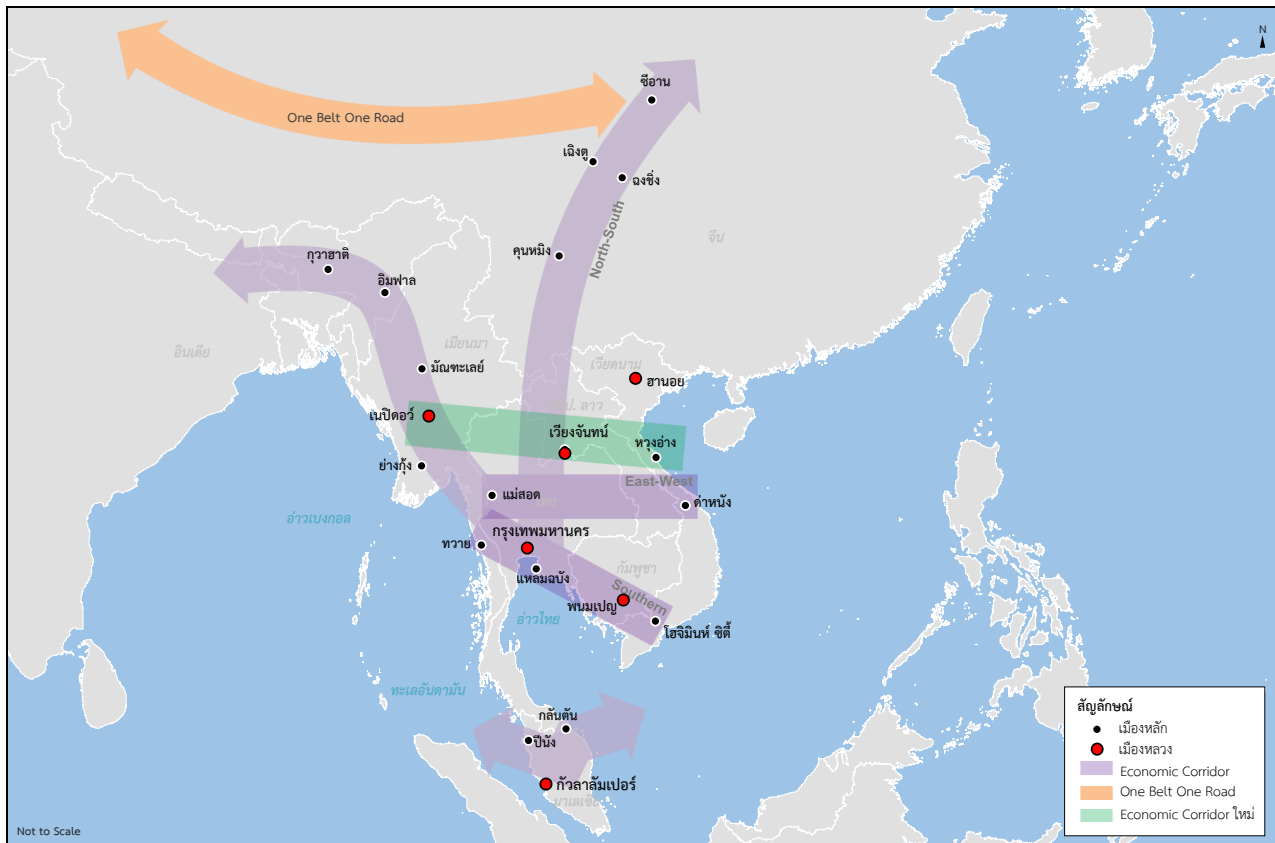 N
ซีอาน
One Belt One Road
เฉิงตู
ฉงชิ่ง
North-South
จีน
คุนหมิง
กุวาฮาติ
อิมฟาล
อินเดีย
เมียนมา
มัณฑะเลย์
เวียดนาม
ฮานอย
ป. ลาว
เนปิดอว์
เวียงจันทน์
หวุงอ่าง
ย่างกุ้ง
East-West
แม่สอด
ไทย
ด่าหนัง
อ่าวเบงกอล
กรุงเทพมหานคร
ทวาย
แหลมฉบัง
กัมพูชา
Southern
พนมเปญ
อ่าวไทย
โฮจิมินห์ ซิตี้
ทะเลอันดามัน
กลันตัน
ปีนัง
กัวลาลัมเปอร์
มาเลเซีย
สัญลักษณ์
เมืองหลัก
เมืองหลวง
Economic Corridor
One Belt One Road
Economic Corridor ใหม่
Not to Scale